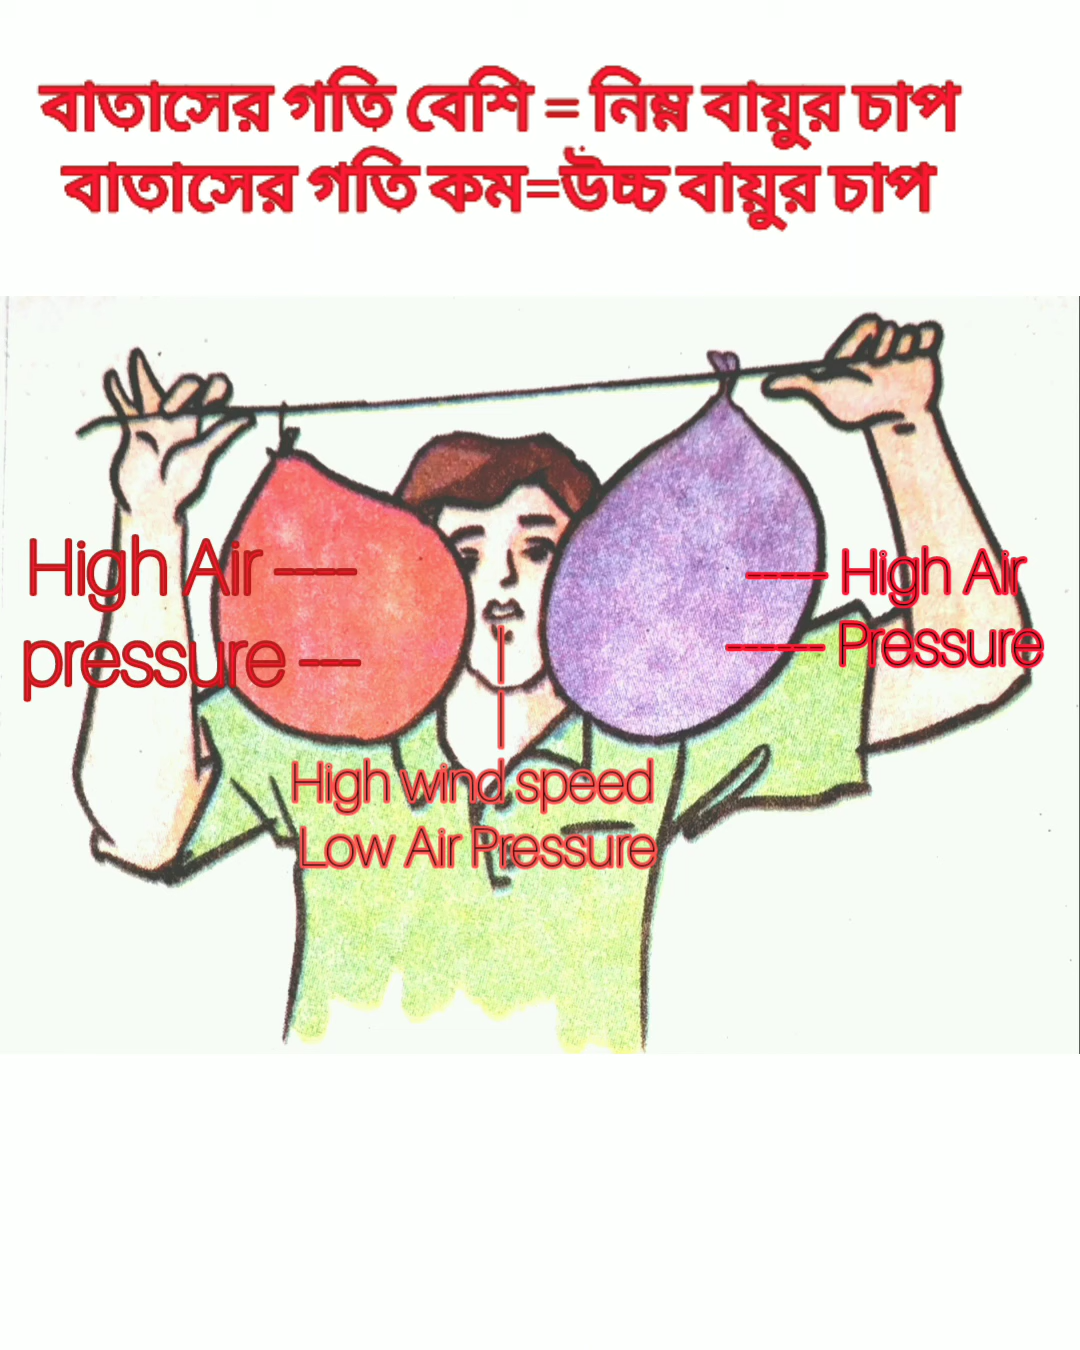 বাতাসের গতি বেশি = নিম্ন বায়ুর চাপ
বাতাসের গতি কম=উচ্চ বায়ুর চাপ
High Air ----
pressure ---
----- High Air
------ Pressure
High wind speed
Low Air Pressure